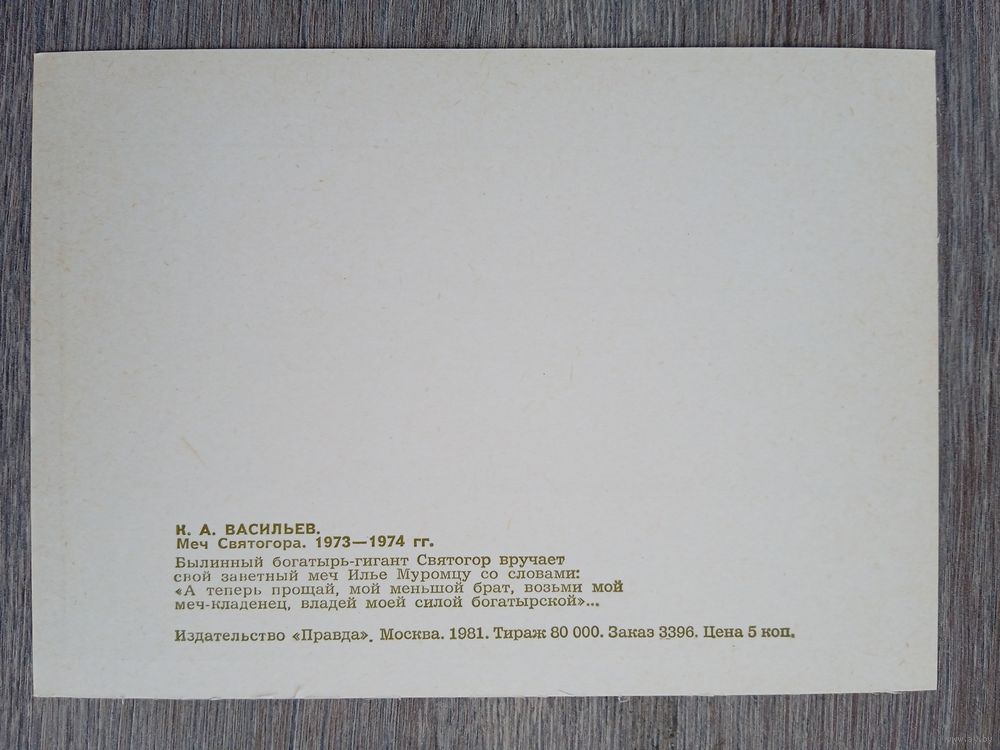 К. А. ВАСИЛЬЕВ.
Меч Святогора. 1973—1974 гг.
Былинный богатырь-гигант Святогор вручает
свой заветный меч Илье Муромцу со словами:
«А теперь прощай, мой меньшой брат, возьми мой
меч-кладенец, владей моей силой богатырской»...
Издательство «Правда». Москва. 1981. Тираж 80 000. Заказ 3396. Цена 5 коп.